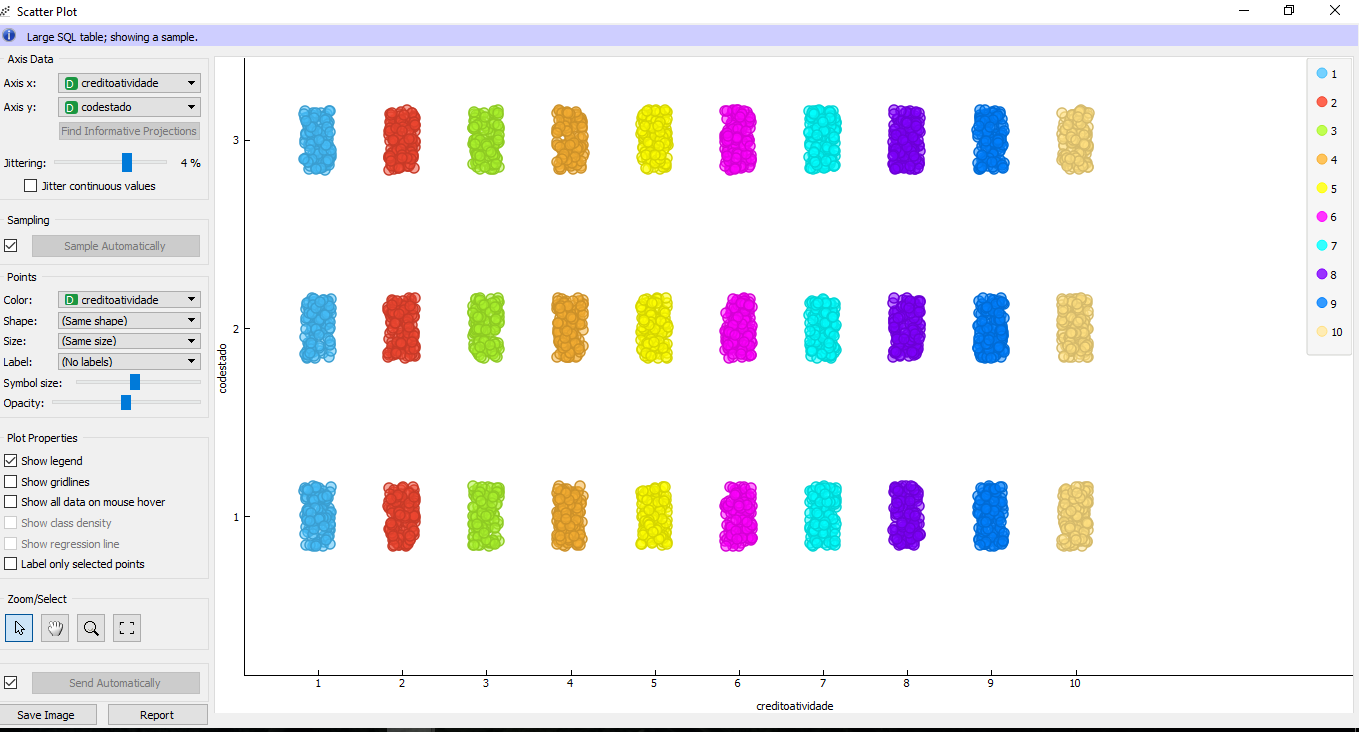 Scatter Plot
Large SQL table; showing a sample.
Axis Data
Axis x: D creditoatividade
Axis y: D codestado
Find Informative Projections
Jittering: 4 %
Jitter continuous values
Sampling
Sample Automatically
Points
Color: D creditoatividade
Shape: (Same shape)
Size: (Same size)
Label: (No labels)
Symbol size:
Opacity:
Plot Properties
Show legend
Show gridlines
Show all data on mouse hover
Show class density
Show regression line
Label only selected points
Zoom/Select
Send Automatically
Save Image Report
3
2
1
codestado
1 2 3 4 5 6 7 8 9 10
creditoatividade
1
2
3
4
5
6
7
8
9
10